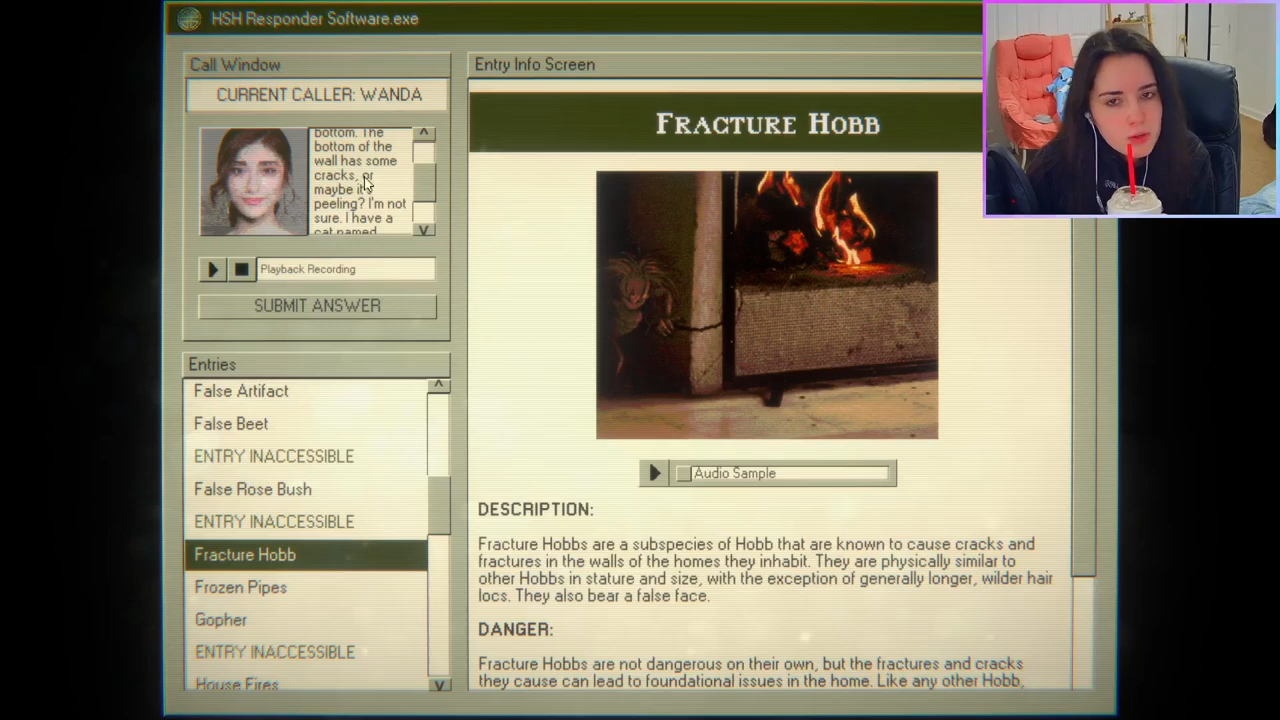 HSH Responder Software.exe
Call Window
CURRENT CALLER: WANDA
bottom. The
bottom of the
wall has some
cracks, or
maybe it's
peeling? I'm not
sure. I have a
cat named
Playback Recording
SUBMIT ANSWER
Entries
False Artifact
False Beet
ENTRY INACCESSIBLE
False Rose Bush
ENTRY INACCESSIBLE
Fracture Hobb
Frozen Pipes
Gopher
ENTRY INACCESSIBLE
House Fires
Entry Info Screen
FRACTURE HOBB
Audio Sample
DESCRIPTION:
Fracture Hobbs are a subspecies of Hobb that are known to cause cracks and
fractures in the walls of the homes they inhabit. They are physically similar to
other Hobbs in stature and size, with the exception of generally longer, wilder hair
locs. They also bear a false face.
DANGER:
Fracture Hobbs are not dangerous on their own, but the fractures and cracks
they cause can lead to foundational issues in the home. Like any other Hobb,